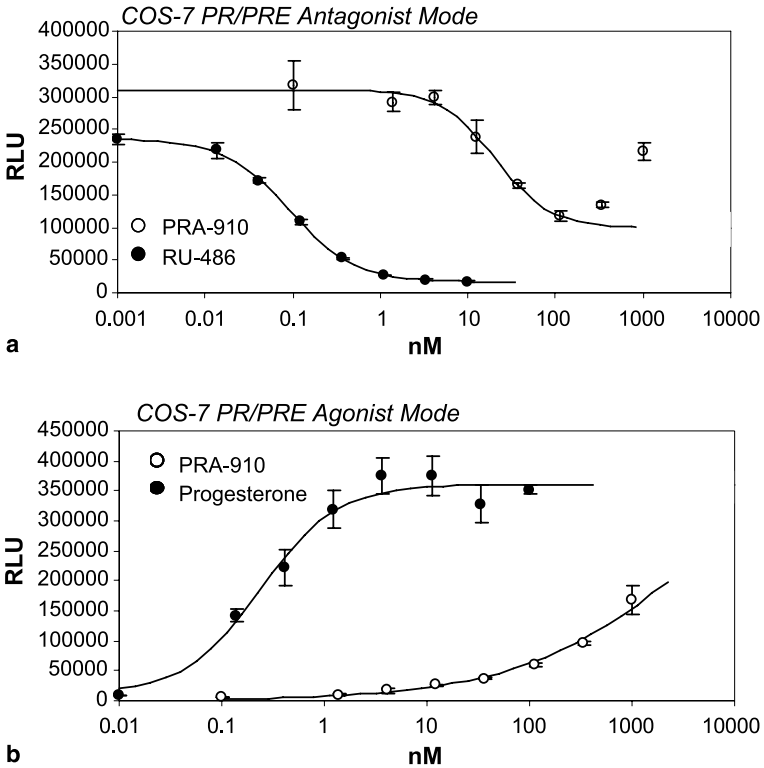 COS-7 PR/PRE Antagonist Mode
400000
350000
300000
250000
200000
150000
100000
50000
0
RLU
PRA-910
RU-486
0.001 0.01 0.1 1 10 100 1000 10000
nM
a
COS-7 PR/PRE Agonist Mode
450000
400000
350000
300000
250000
200000
150000
100000
50000
0
RLU
PRA-910
Progesterone
0.01 0.1 1 10 100 1000 10000
nM
b